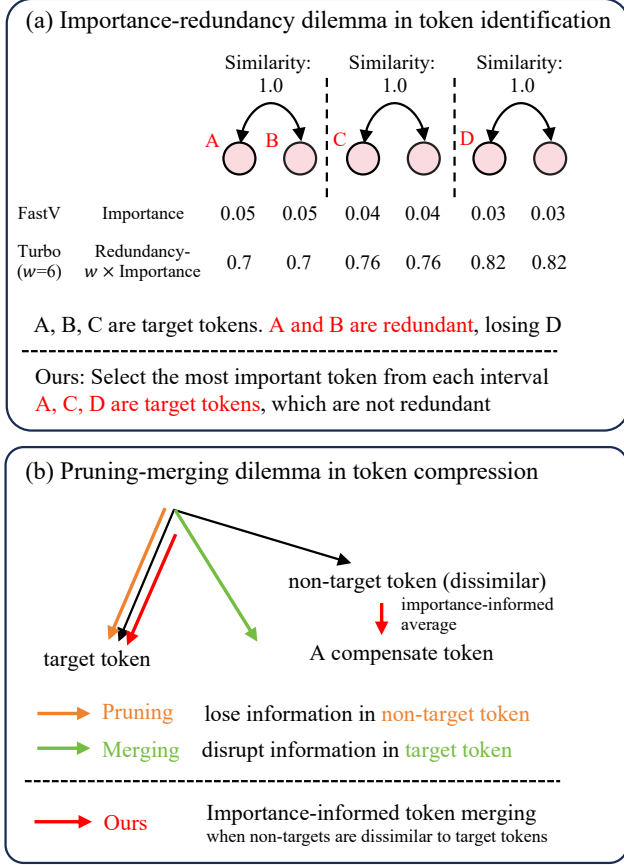 (a) Importance-redundancy dilemma in token identification
Similarity: Similarity: Similarity:
1.0 1.0 1.0
A B C D
FastV Importance 0.05 0.05 0.04 0.04 0.03 0.03
Turbo Redundancy-
(w=6) w × Importance 0.7 0.7 0.76 0.76 0.82 0.82
A, B, C are target tokens. A and B are redundant, losing D
Ours: Select the most important token from each interval
A, C, D are target tokens, which are not redundant
(b) Pruning-merging dilemma in token compression
non-target token (dissimilar)
importance-informed
average
target token A compensate token
Pruning lose information in non-target token
Merging disrupt information in target token
Ours Importance-informed token merging
when non-targets are dissimilar to target tokens